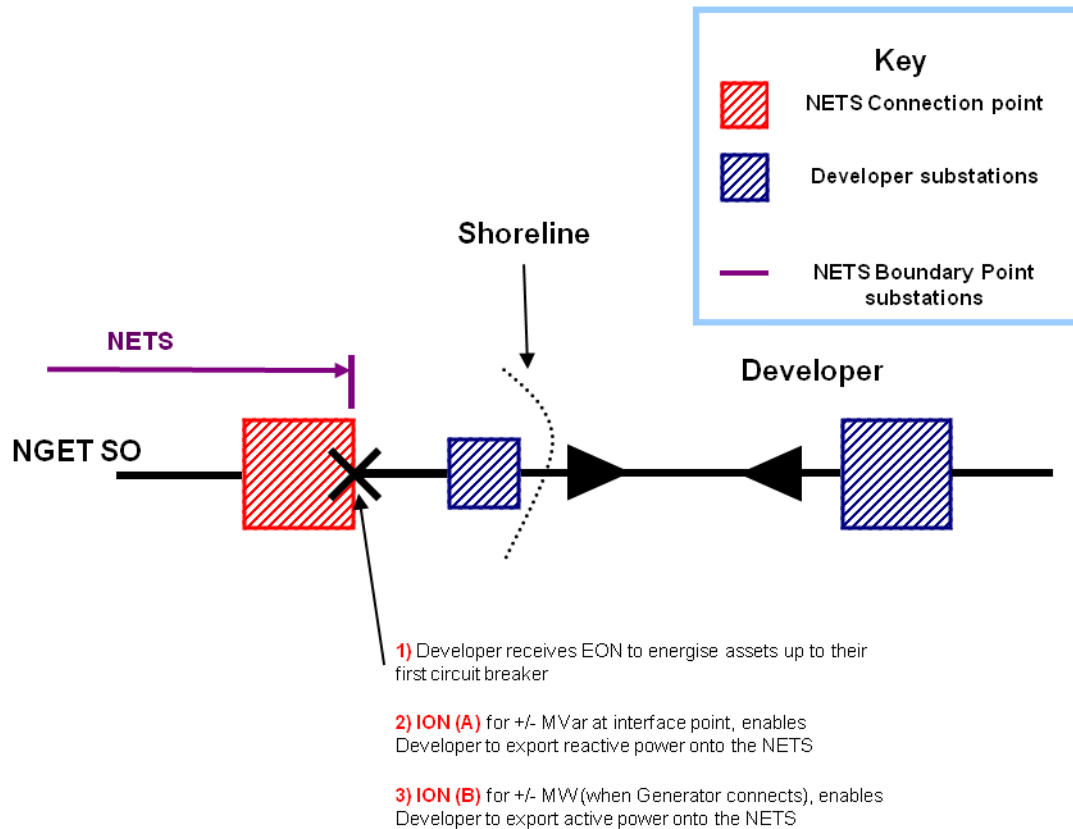 Key
NETS Connection point
Developer substations
NETS Boundary Point
substations
Shoreline
NETS
Developer
NGET SO
1) Developer receives EON to energise assets up to their
first circuit breaker
2) ION (A) for +/- MVar at interface point, enables
Developer to export reactive power onto the NETS
3) ION (B) for +/- MW(when Generator connects), enables
Developer to export active power onto the NETS